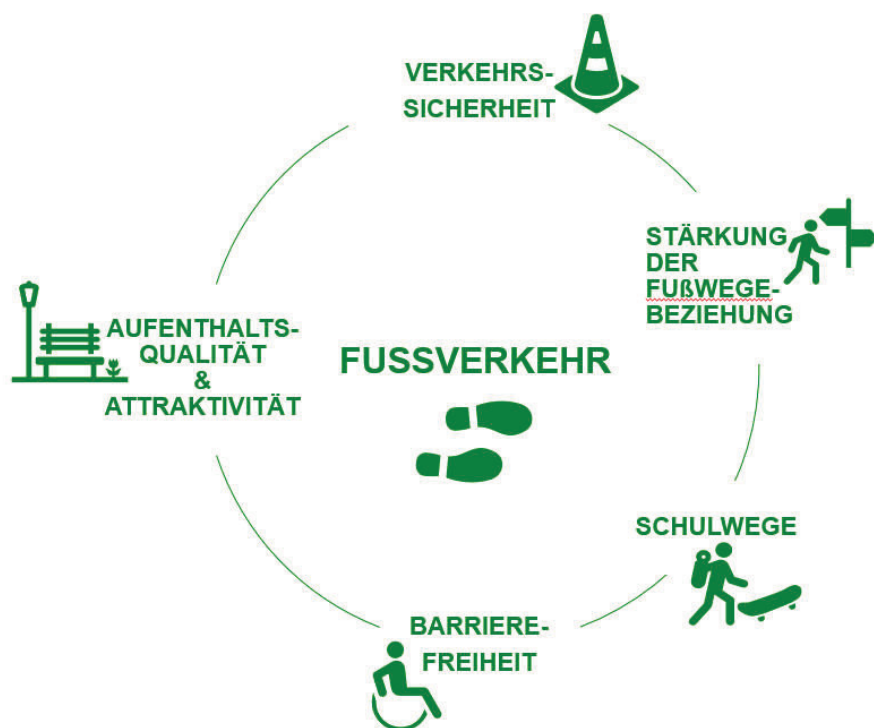 VERKEHRS-
SICHERHEIT
STÄRKUNG
DER
FUßWEGE-
BEZIEHUNG
AUFENTHALTS-
QUALITÄT
&
ATTRAKTIVITÄT
FUSSVERKEHR
SCHULWEGE
BARRIERE-
FREIHEIT